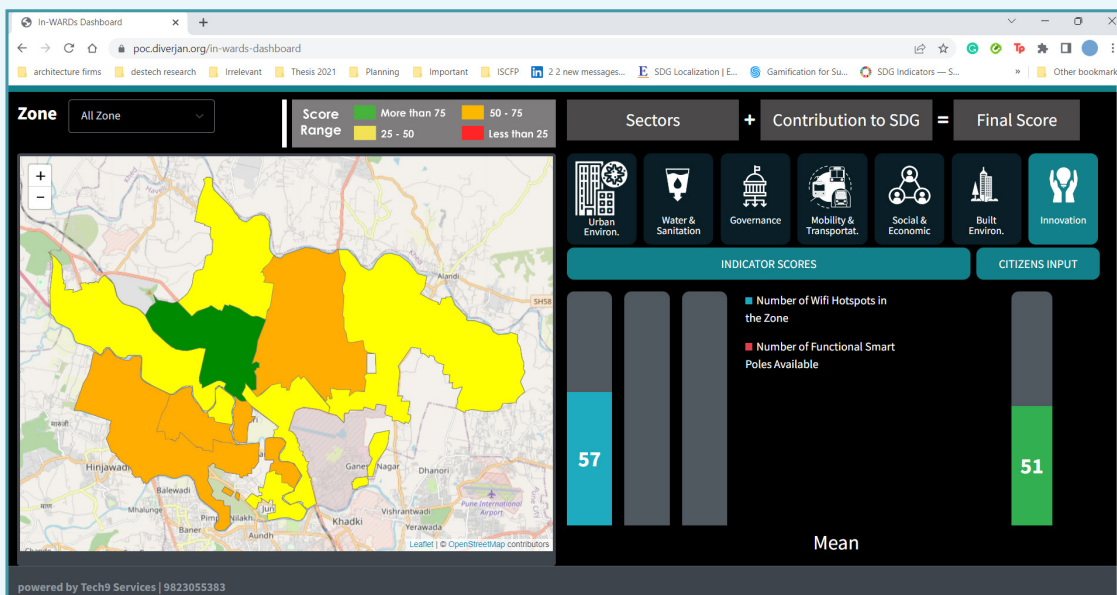 In-WARDs Dashboard
poc.diverjan.org/in-wards-dashboard
architecture firms
destech research
Irrelevant
Thesis 2021
Planning
Important
ISCFP
2 2 new messages...
SDG Localization | E...
Gamification for Su...
SDG Indicators — S...
»
Other bookmark
Zone
All Zone
Score Range
More than 75
50 - 75
25 - 50
Less than 25
Sectors + Contribution to SDG = Final Score
Urban Environ.
Water & Sanitation
Governance
Mobility & Transportat.
Social & Economic
Built Environ.
Innovation
INDICATOR SCORES
CITIZENS INPUT
Number of Wifi Hotspots in
the Zone
Number of Functional Smart
Poles Available
57
51
Mean
+
−
Alandi
SH58
Hinjawadi
Balewadi
Mhalunge
Baner
Aundh
Nilakh
Khadki
Nagar
Dhanori
Vishrantwadi
Yerawada
Pune International
Airport
Leaflet | © OpenStreetMap contributors
powered by Tech9 Services | 9823055383